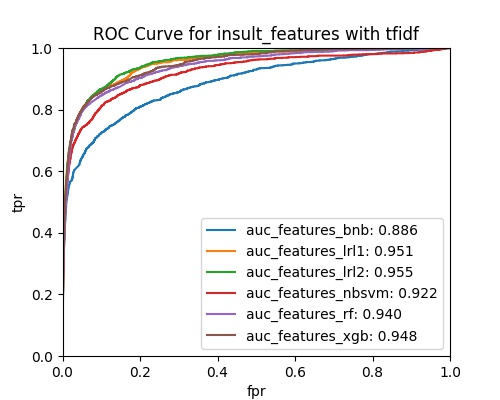 ROC Curve for insult_features with tfidf
1.0
0.8
0.6
0.4
0.2
0.0
tpr
auc_features_bnb: 0.886
auc_features_lrl1: 0.951
auc_features_lrl2: 0.955
auc_features_nbsvm: 0.922
auc_features_rf: 0.940
auc_features_xgb: 0.948
0.0 0.2 0.4 0.6 0.8 1.0
fpr